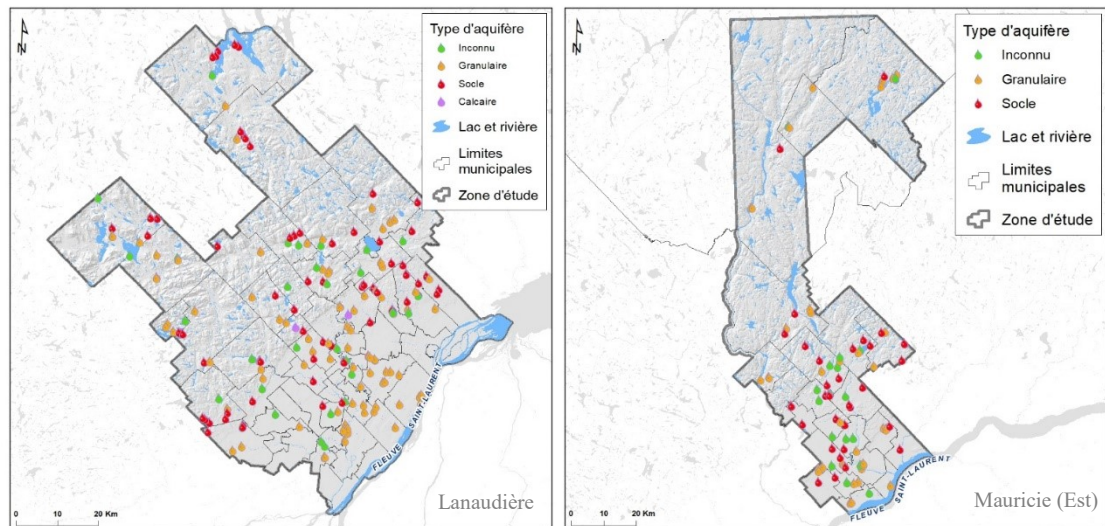 N
Type d'aquifère
Inconnu
Granulaire
Socle
Calcaire
Lac et rivière
Limites
municipales
Zone d'étude
FLEUVE SAINT-LAURENT
0 20 Km
Lanaudière
N
Type d'aquifère
Inconnu
Granulaire
Socle
Lac et rivière
Limites
municipales
Zone d'étude
FLEUVE SAINT-LAURENT
0 20 Km
Mauricie (Est)